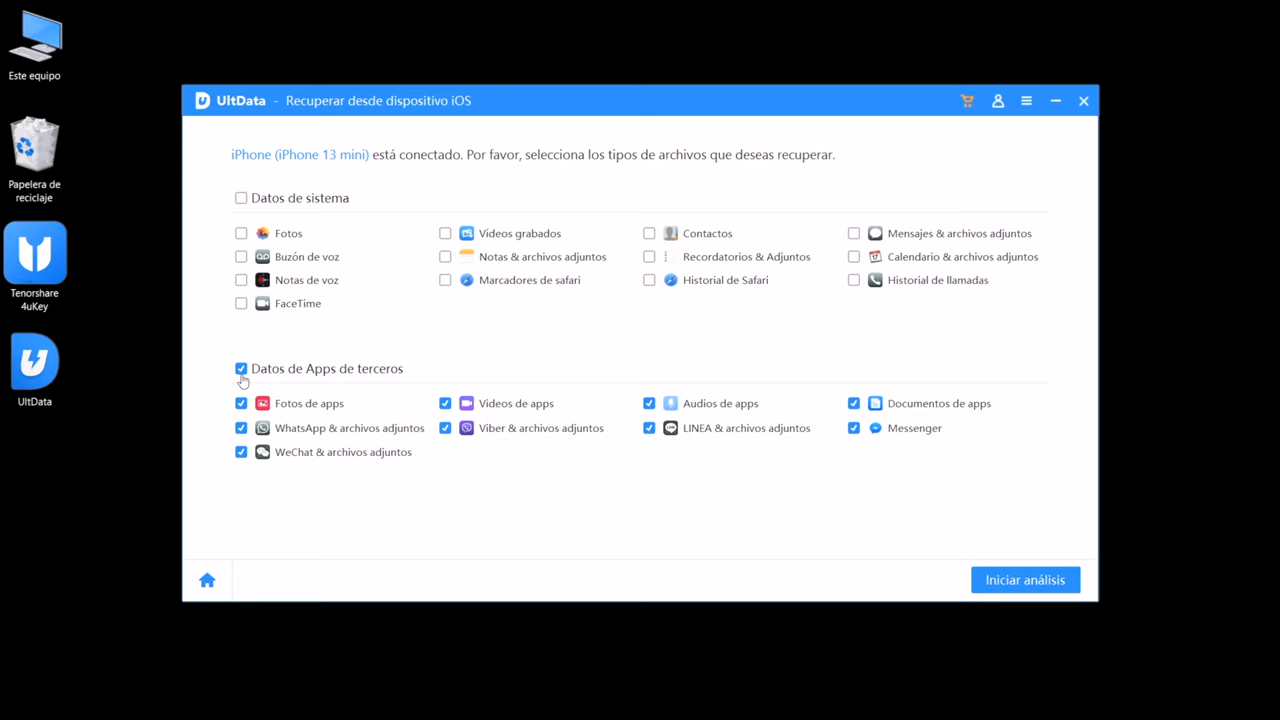 Este equipo
Papelera de
reciclaje
Tenorshare
4uKey
UltData
UltData - Recuperar desde dispositivo iOS
iPhone (iPhone 13 mini) está conectado. Por favor, selecciona los tipos de archivos que deseas recuperar.
Datos de sistema
Fotos
Vídeos grabados
Contactos
Mensajes & archivos adjuntos
Buzón de voz
Notas & archivos adjuntos
Recordatorios & Adjuntos
Calendario & archivos adjuntos
Notas de voz
Marcadores de safari
Historial de Safari
Historial de llamadas
FaceTime
Datos de Apps de terceros
Fotos de apps
Videos de apps
Audios de apps
Documentos de apps
WhatsApp & archivos adjuntos
Viber & archivos adjuntos
LINEA & archivos adjuntos
Messenger
WeChat & archivos adjuntos
Iniciar análisis